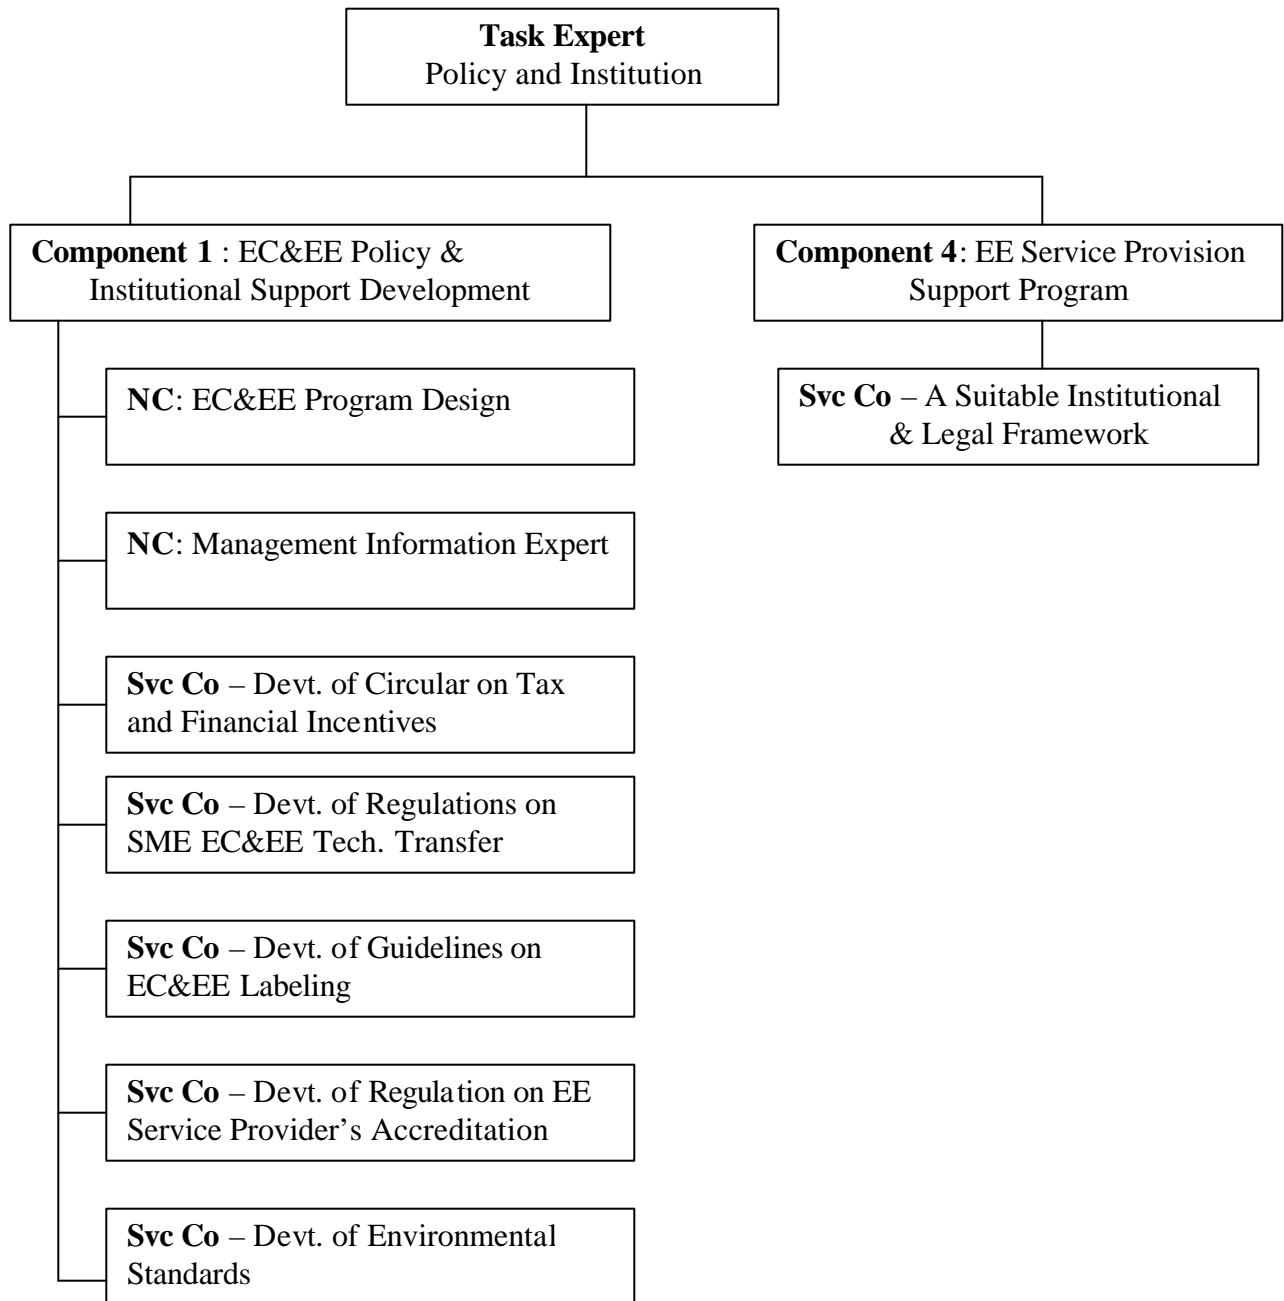 Task Expert
Policy and Institution
Component 1 : EC&EE Policy &
Institutional Support Development
Component 4: EE Service Provision
Support Program
NC: EC&EE Program Design
Svc Co – A Suitable Institutional
& Legal Framework
NC: Management Information Expert
Svc Co – Devt. of Circular on Tax
and Financial Incentives
Svc Co – Devt. of Regulations on
SME EC&EE Tech. Transfer
Svc Co – Devt. of Guidelines on
EC&EE Labeling
Svc Co – Devt. of Regulation on EE
Service Provider’s Accreditation
Svc Co – Devt. of Environmental
Standards